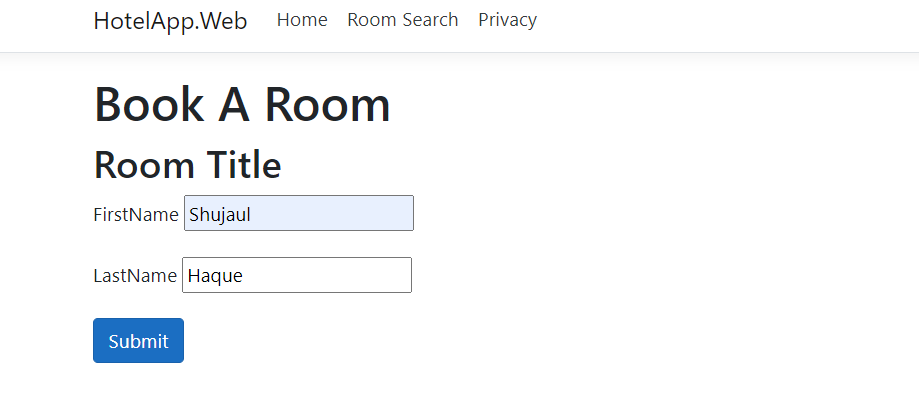 HotelApp.Web Home Room Search Privacy
Book A Room
Room Title
FirstName Shujaul
LastName Haque
Submit